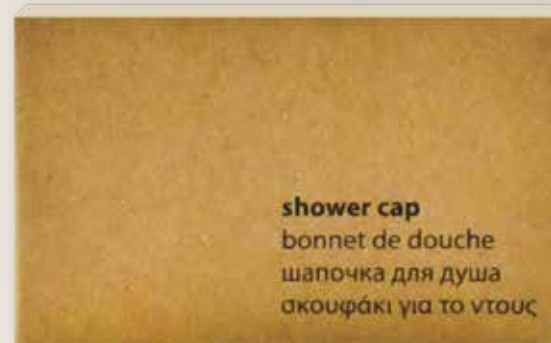 shower cap
bonnet de douche
шапочка для душа
σκουφάκι για το ντους